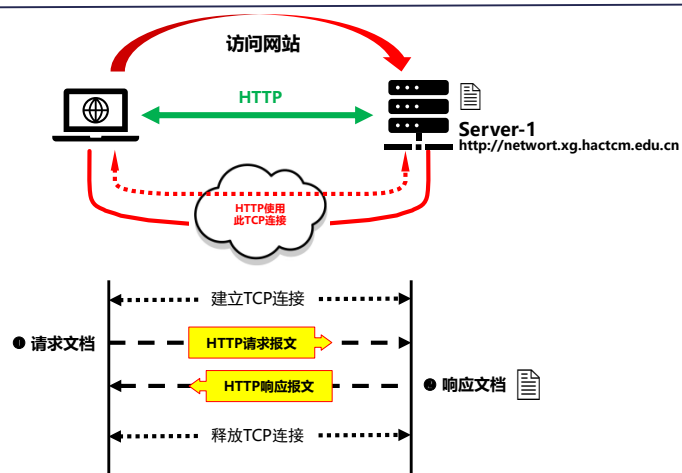 访问网站
HTTP
Server-1
http://networt.xg.hactcm.edu.cn
HTTP使用
此TCP连接
建立TCP连接
❶ 请求文档
HTTP请求报文
HTTP响应报文
❷ 响应文档
释放TCP连接